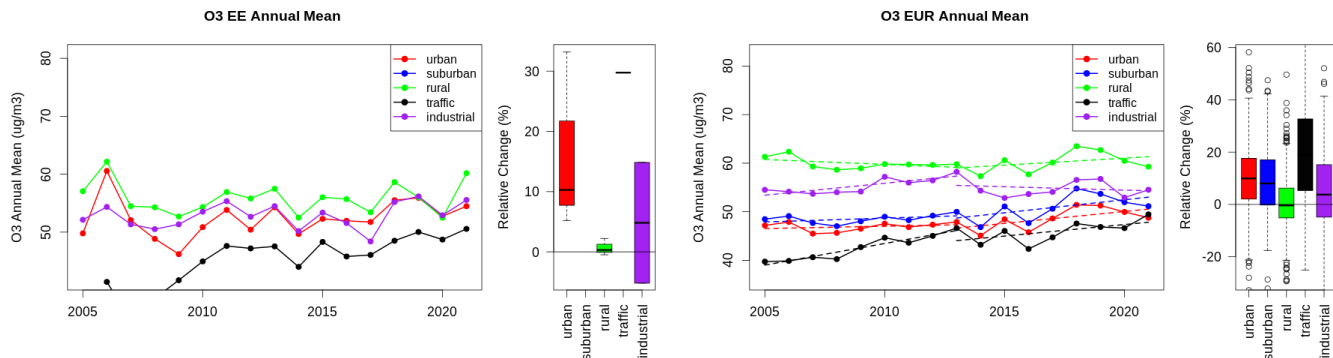 O3 EE Annual Mean
O3 Annual Mean (ug/m3)
80
70
60
50
2005
2010
2015
2020
urban
suburban
rural
traffic
industrial
Relative Change (%)
30
20
10
0
urban
suburban
rural
traffic
industrial
O3 EUR Annual Mean
O3 Annual Mean (ug/m3)
80
70
60
50
40
2005
2010
2015
2020
urban
suburban
rural
traffic
industrial
Relative Change (%)
60
40
20
0
-20
urban
suburban
rural
traffic
industrial